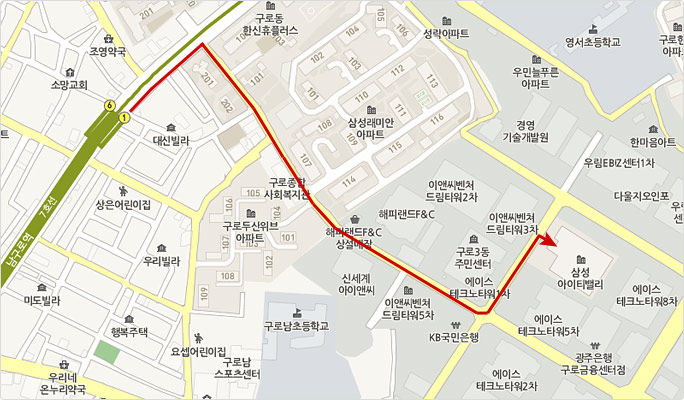 구로동
한신휴플러스
성락아파트
영서초등학교
조영약국
소망교회
우민늘푸른
아파트
경영
기술개발원
한마음아트
우림EBIZ센터1차
다울지오인포
101
102
103
104
106
105
201
202
101
103
108
109
107
110
111
112
113
115
116
114
삼성래미안
아파트
6
1
대신빌라
7호선
남구로역
상은어린이집
우리빌라
미도빌라
행복주택
우리네
온누리약국
요셉어린이집
구로남
스포츠센터
구로남초등학교
구로종합
사회복지관
105
106
102
101
107
108
109
구로두산위브
아파트
해피랜드F&C
해피랜드F&C
상설매장
이앤씨벤처
드림타워2차
이앤씨벤처
드림타워3차
구로3동
주민센터
신세계
아이앤씨
이앤씨벤처
드림타워5차
에이스
테크노타워1차
KB국민은행
삼성
아이티밸리
에이스
테크노타워8차
에이스
테크노타워5차
광주은행
구로금융센터점
에이스
테크노타워2차